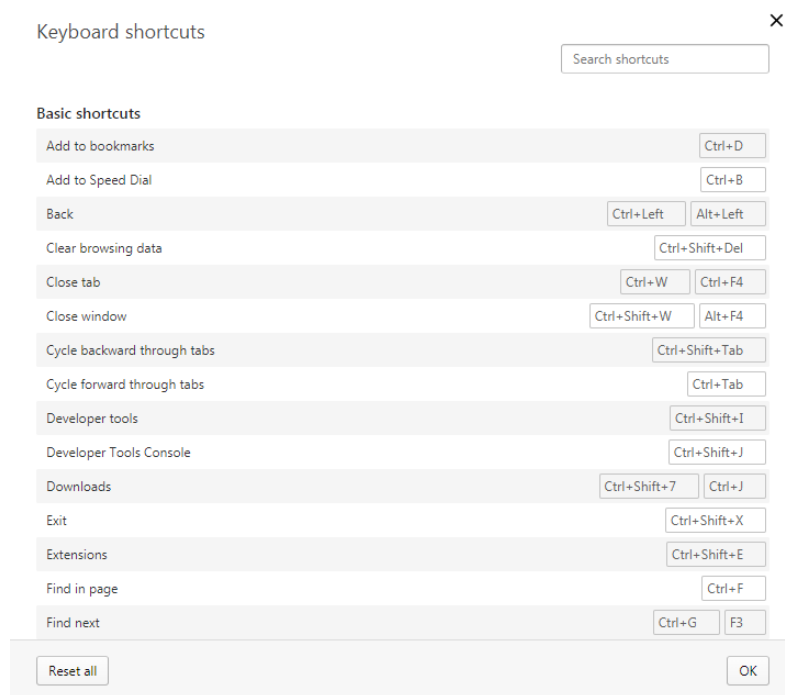 Keyboard shortcuts
Search shortcuts
Basic shortcuts
Add to bookmarks Ctrl+D
Add to Speed Dial Ctrl+B
Back Ctrl+Left Alt+Left
Clear browsing data Ctrl+Shift+Del
Close tab Ctrl+W Ctrl+F4
Close window Ctrl+Shift+W Alt+F4
Cycle backward through tabs Ctrl+Shift+Tab
Cycle forward through tabs Ctrl+Tab
Developer tools Ctrl+Shift+I
Developer Tools Console Ctrl+Shift+J
Downloads Ctrl+Shift+7 Ctrl+J
Exit Ctrl+Shift+X
Extensions Ctrl+Shift+E
Find in page Ctrl+F
Find next Ctrl+G F3
Reset all OK